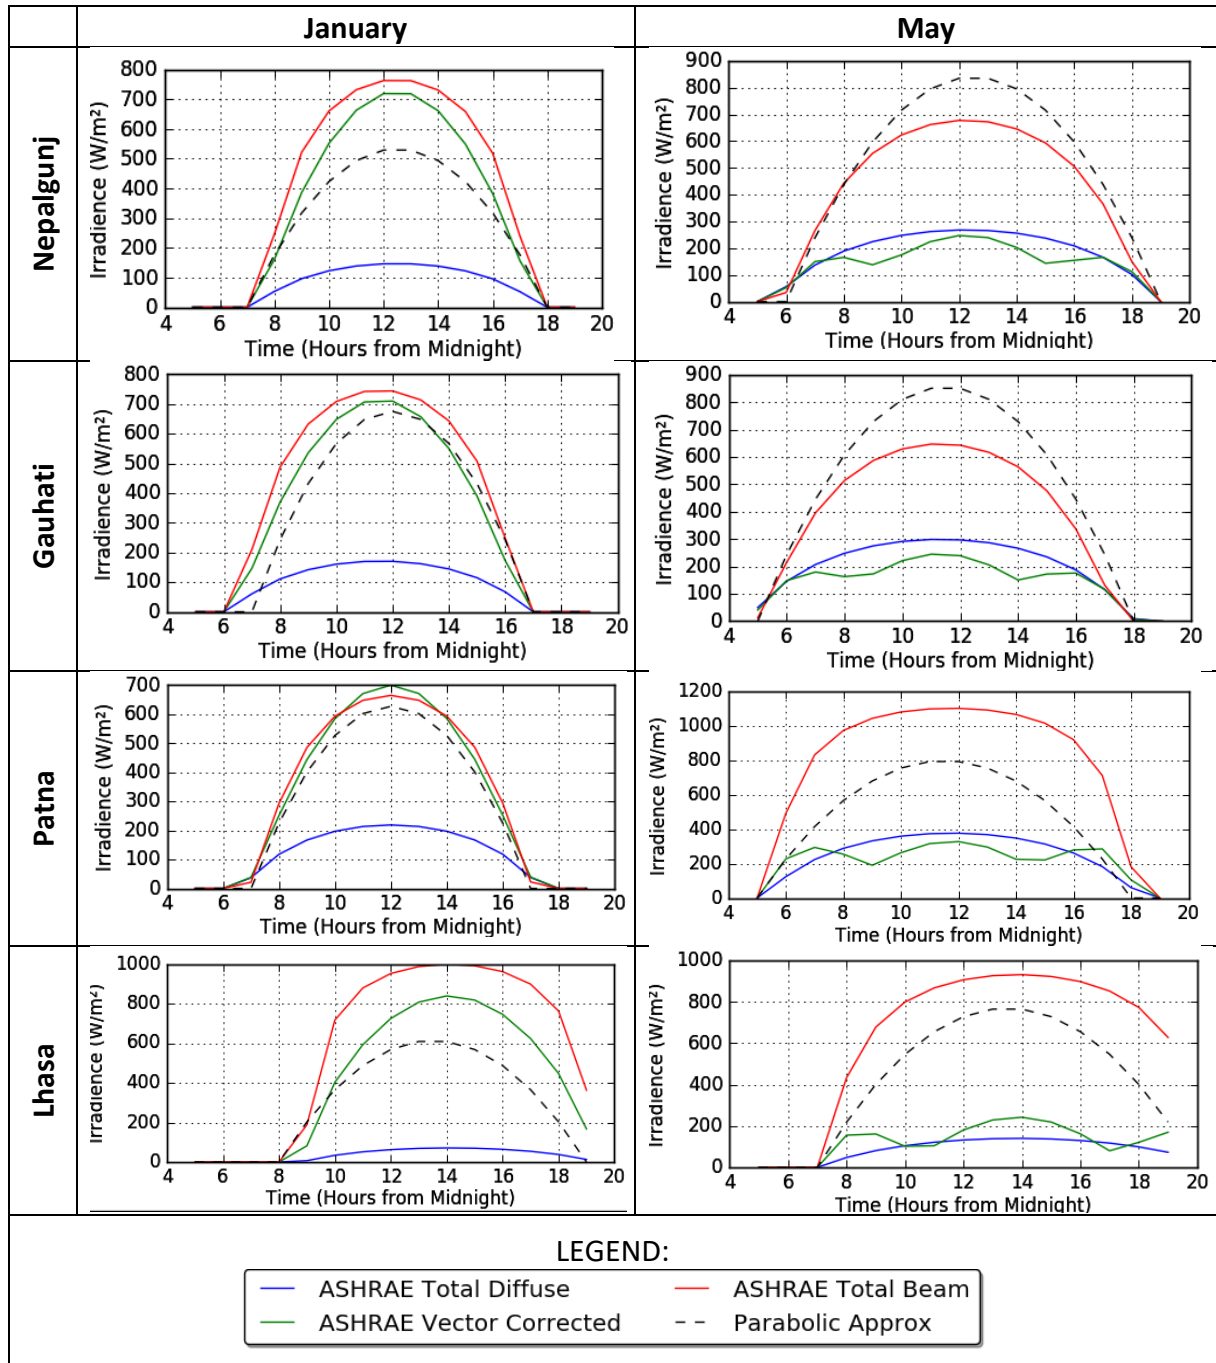 January May
Nepalgunj
800
700
600
500
400
300
200
100
0
Irradience (W/m²)
4 6 8 10 12 14 16 18 20
Time (Hours from Midnight)
900
800
700
600
500
400
300
200
100
0
Irradience (W/m²)
4 6 8 10 12 14 16 18 20
Time (Hours from Midnight)
Gauhati
800
700
600
500
400
300
200
100
0
Irradience (W/m²)
4 6 8 10 12 14 16 18 20
Time (Hours from Midnight)
900
800
700
600
500
400
300
200
100
0
Irradience (W/m²)
4 6 8 10 12 14 16 18 20
Time (Hours from Midnight)
Patna
700
600
500
400
300
200
100
0
Irradience (W/m²)
4 6 8 10 12 14 16 18 20
Time (Hours from Midnight)
1200
1000
800
600
400
200
0
Irradience (W/m²)
4 6 8 10 12 14 16 18 20
Time (Hours from Midnight)
Lhasa
1000
800
600
400
200
0
Irradience (W/m²)
4 6 8 10 12 14 16 18 20
Time (Hours from Midnight)
1000
800
600
400
200
0
Irradience (W/m²)
4 6 8 10 12 14 16 18 20
Time (Hours from Midnight)
LEGEND:
ASHRAE Total Diffuse ASHRAE Total Beam
ASHRAE Vector Corrected Parabolic Approx